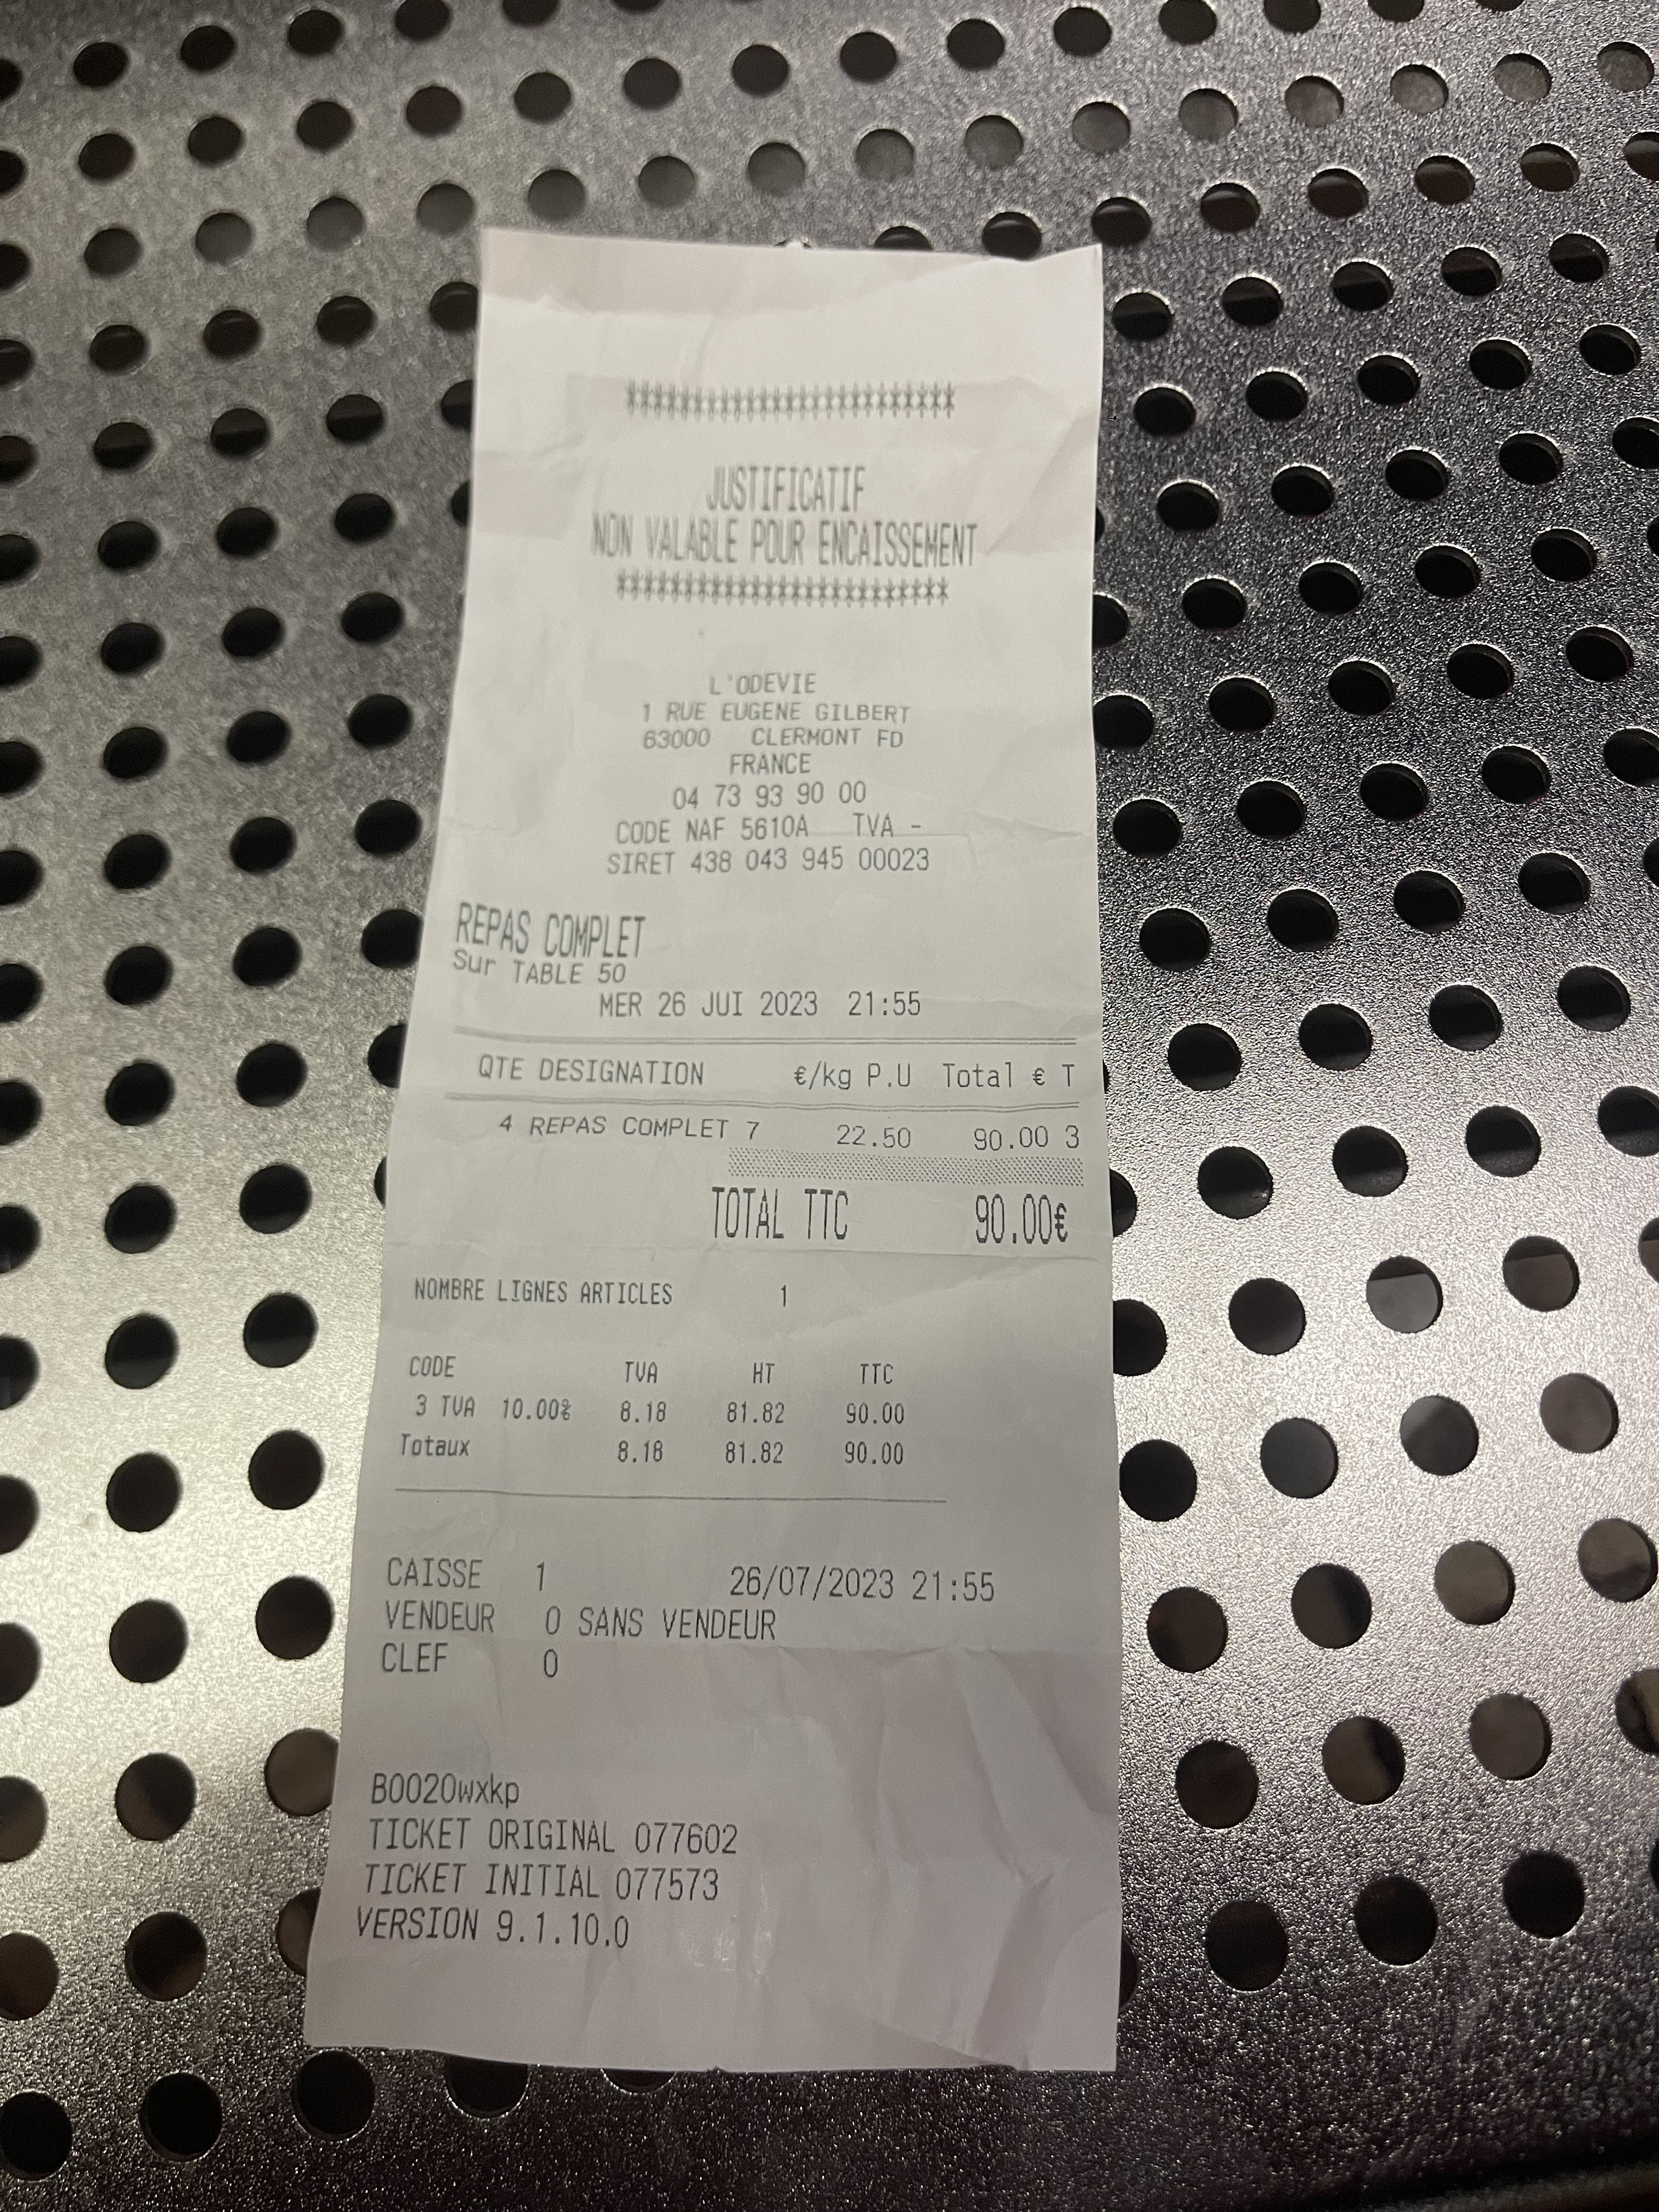 ************************
JUSTIFICATIF
NON VALABLE POUR ENCAISSEMENT
************************
L'ODEVIE
1 RUE EUGENE GILBERT
63000 CLERMONT FD
FRANCE
04 73 93 90 00
CODE NAF 5610A TVA -
SIRET 438 043 945 00023
REPAS COMPLET
Sur TABLE 50
MER 26 JUI 2023 21:55
QTE DESIGNATION €/kg P.U Total € T
4 REPAS COMPLET 7 22.50 90.00 3
TOTAL TTC 90.00€
NOMBRE LIGNES ARTICLES 1
CODE TVA HT TTC
3 TVA 10.00% 8.18 81.82 90.00
Totaux 8.18 81.82 90.00
CAISSE 1 26/07/2023 21:55
VENDEUR 0 SANS VENDEUR
CLEF 0
B0020wxkp
TICKET ORIGINAL 077602
TICKET INITIAL 077573
VERSION 9.1.10.0